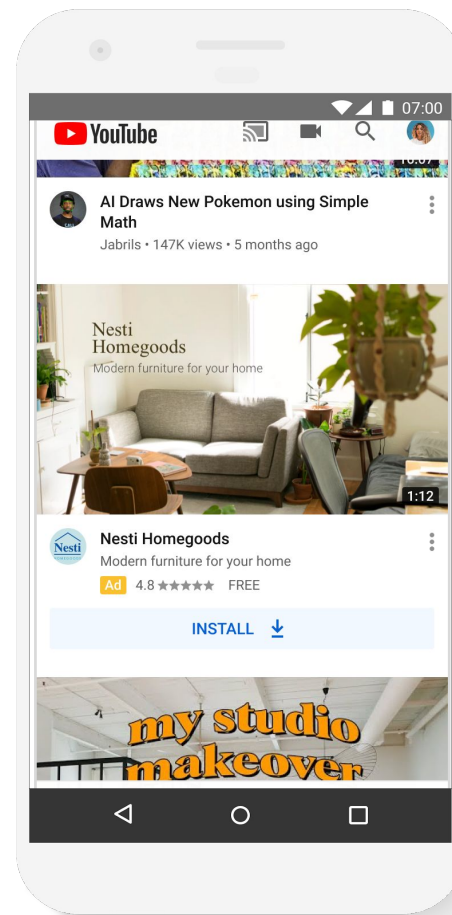 07:00
YouTube
AI Draws New Pokemon using Simple
Math
Jabrils • 147K views • 5 months ago
Nesti
Homegoods
Modern furniture for your home
1:12
Nesti
Nesti Homegoods
Modern furniture for your home
Ad 4.8 ★★★★★ FREE
INSTALL
my studio
makeover